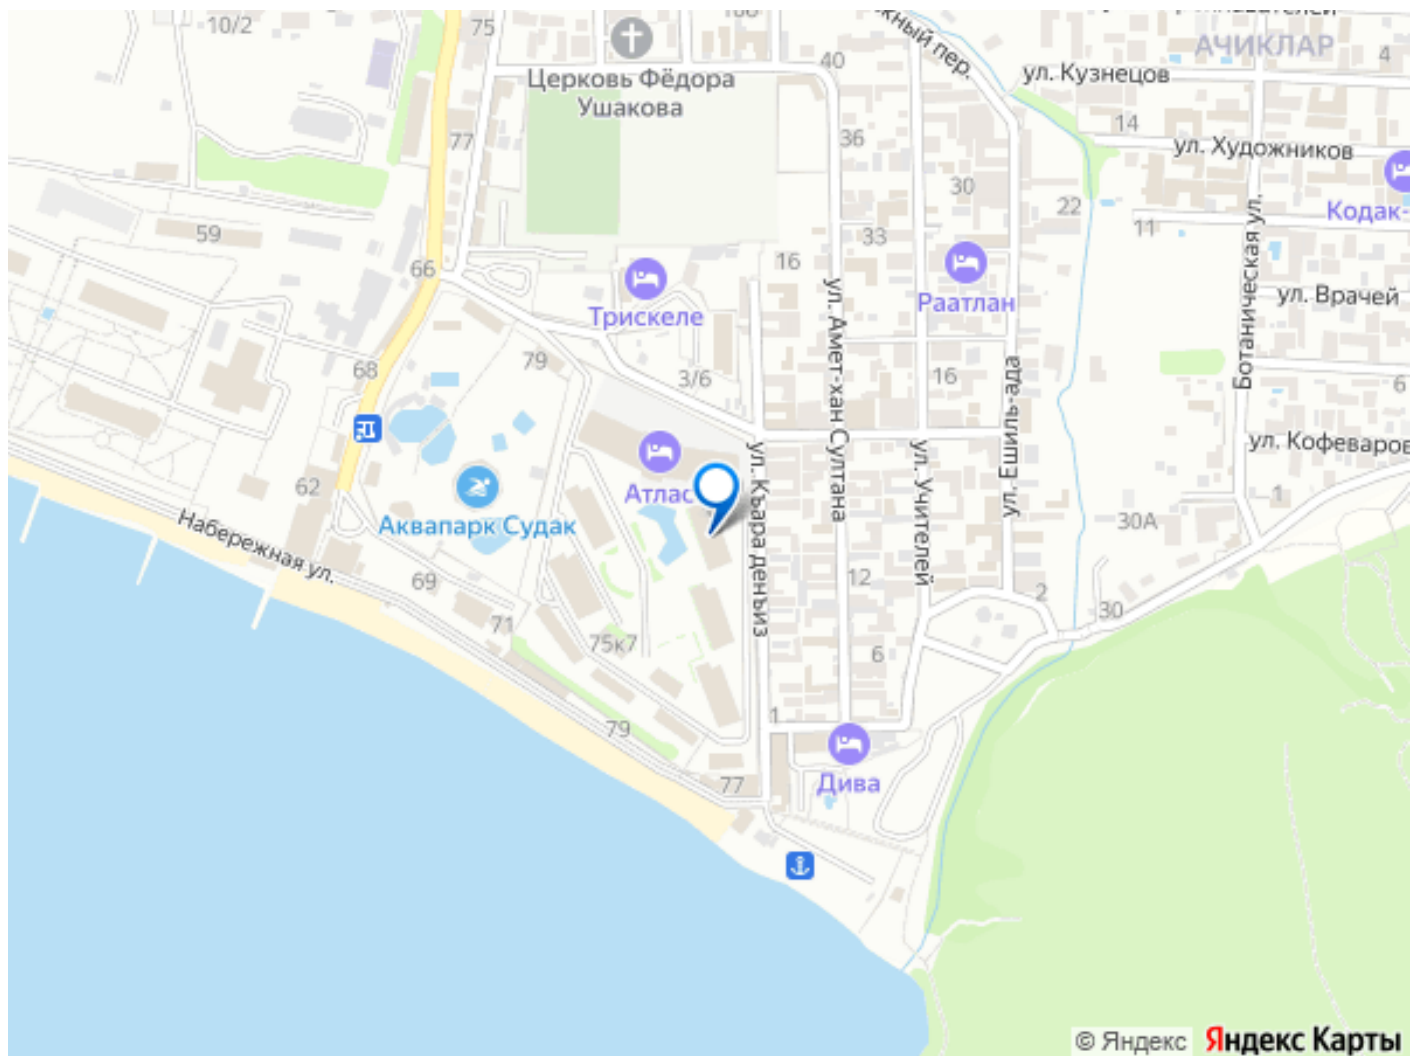 10/2
75
Церковь Фёдора
Ушакова
40
жный пер.
АЧИКЛАР
4
ул. Кузнецов
14
ул. Художников
77
36
30
22
Кодак-
11
59
33
16
66
Трискеле
Раатлан
ул. Врачей
Ботаническая ул.
ул. Амет-хан Султана
79
68
3/6
16
6
ул. Ешиль-ада
ул. Учителей
ул. Къара денъиз
ул. Кофеваров
Атлас
62
Аквапарк Судак
1
30А
Набережная ул.
69
12
2
30
71
75к7
6
79
1
77
Дива
© Яндекс
Яндекс Карты